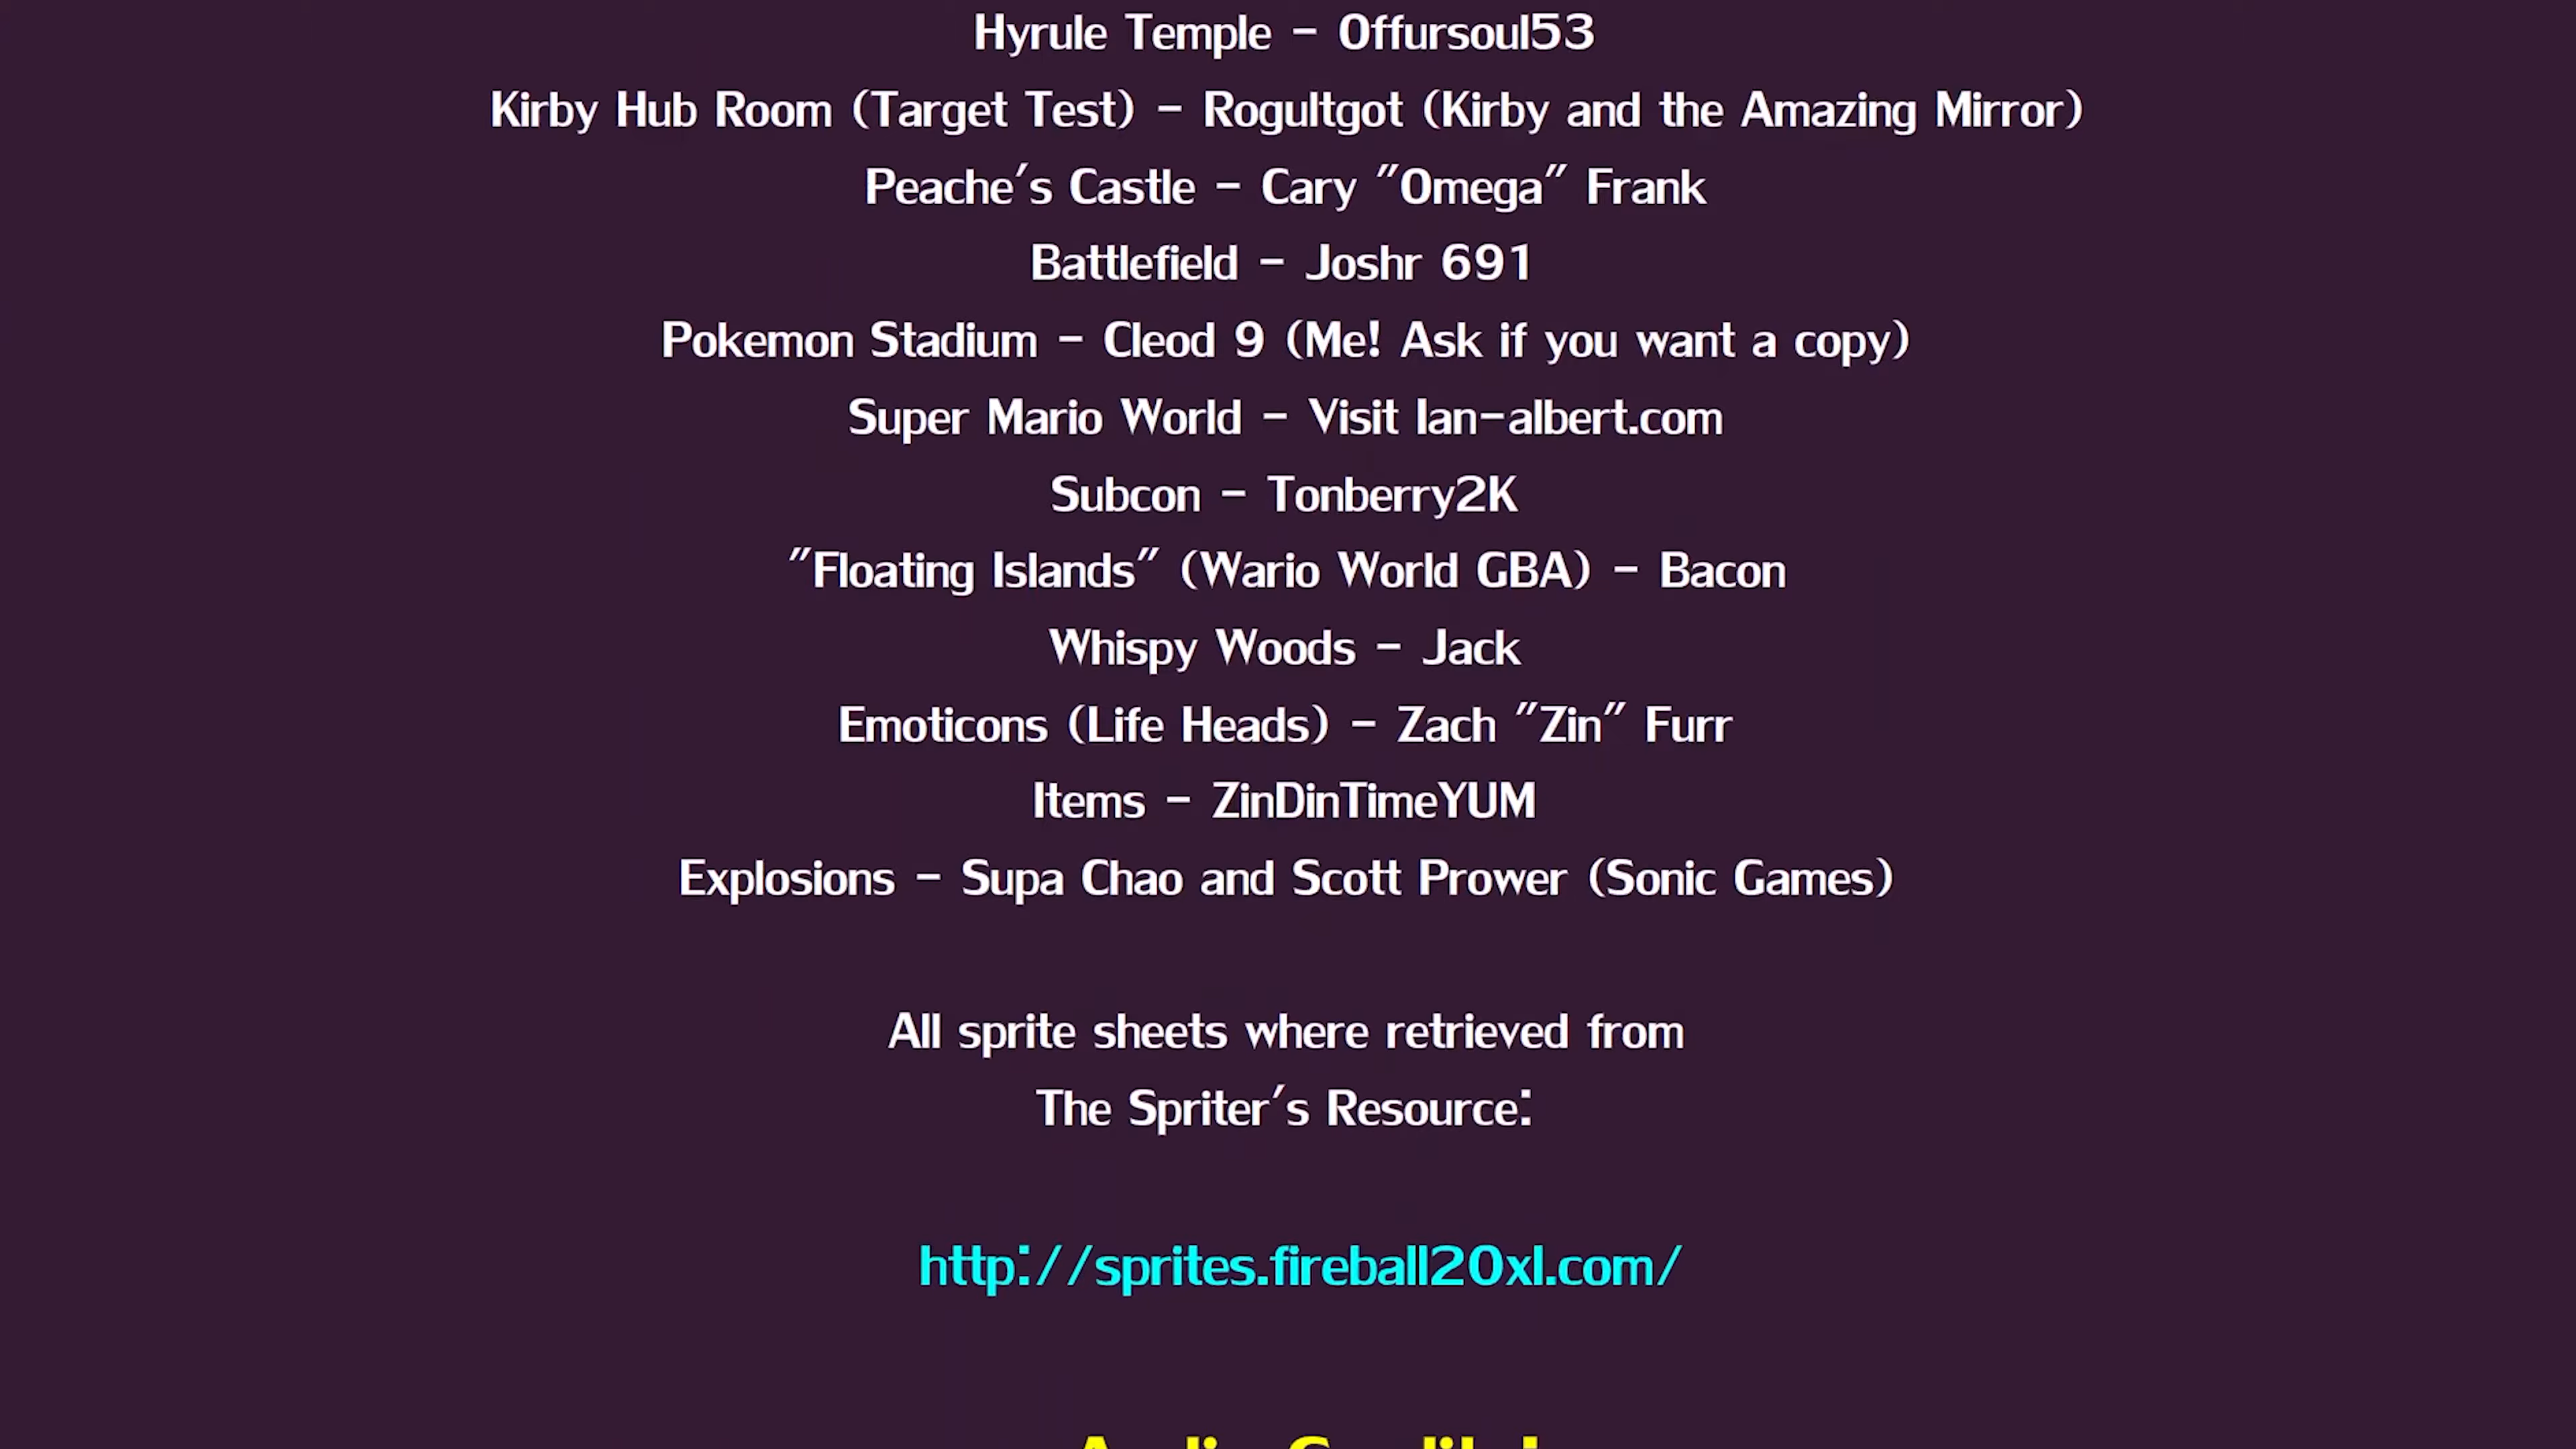 Hyrule Temple - Offursoul53
Kirby Hub Room (Target Test) - Rogultgot (Kirby and the Amazing Mirror)
Peache's Castle - Cary "Omega" Frank
Battlefield - Joshr 691
Pokemon Stadium - Cleod 9 (Me! Ask if you want a copy)
Super Mario World - Visit Ian-albert.com
Subcon - Tonberry2K
"Floating Islands" (Wario World GBA) - Bacon
Whispy Woods - Jack
Emoticons (Life Heads) - Zach "Zin" Furr
Items - ZinDinTimeYUM
Explosions - Supa Chao and Scott Prower (Sonic Games)
All sprite sheets where retrieved from
The Spriter's Resource:
http://sprites.fireball20xl.com/